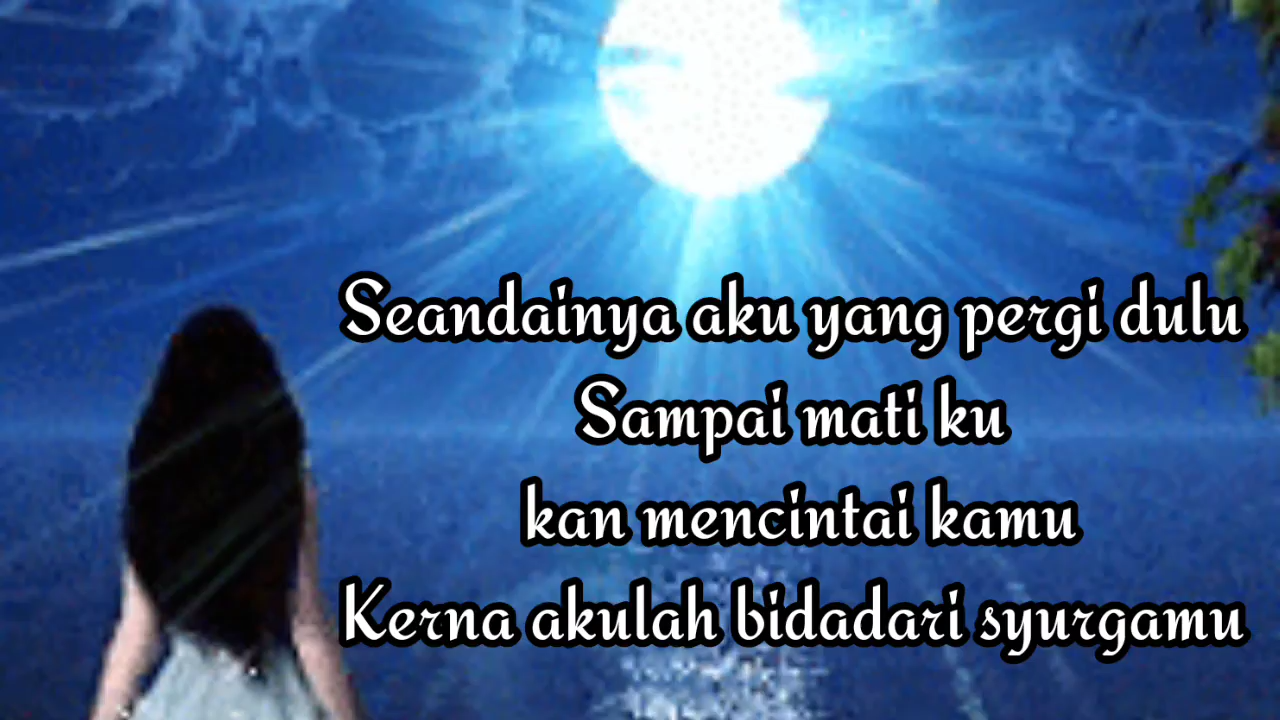 Seandainya aku yang pergi dulu
Sampai mati ku
kan mencintai kamu
Kerna akulah bidadari syurgamu